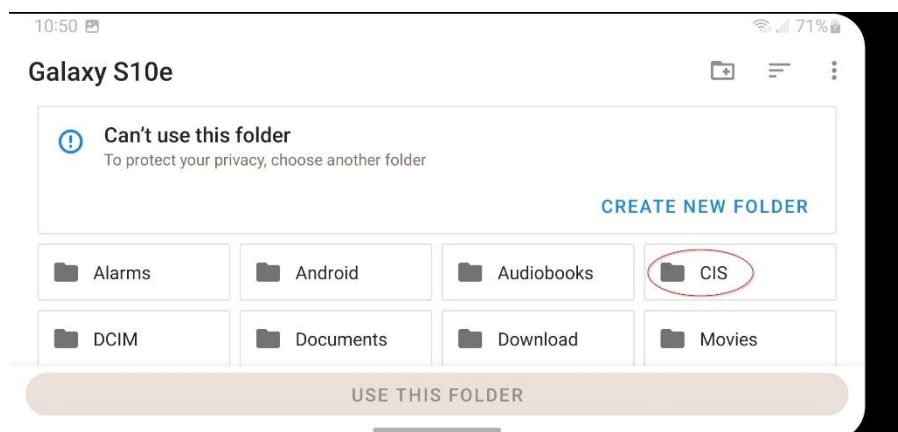 10:50 71%
Galaxy S10e
Can't use this folder
To protect your privacy, choose another folder
CREATE NEW FOLDER
Alarms Android Audiobooks CIS
DCIM Documents Download Movies
USE THIS FOLDER